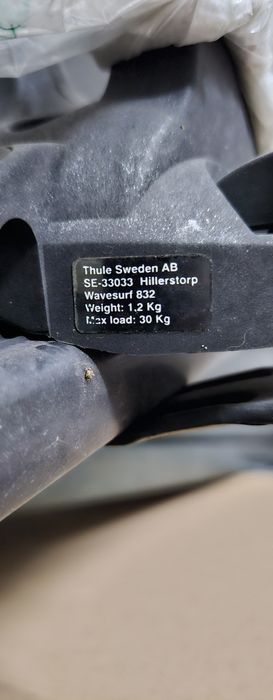 Thule Sweden AB
SE-33033 Hillerstorp
Wavesurf 832
Weight: 1,2 Kg
Max load: 30 Kg